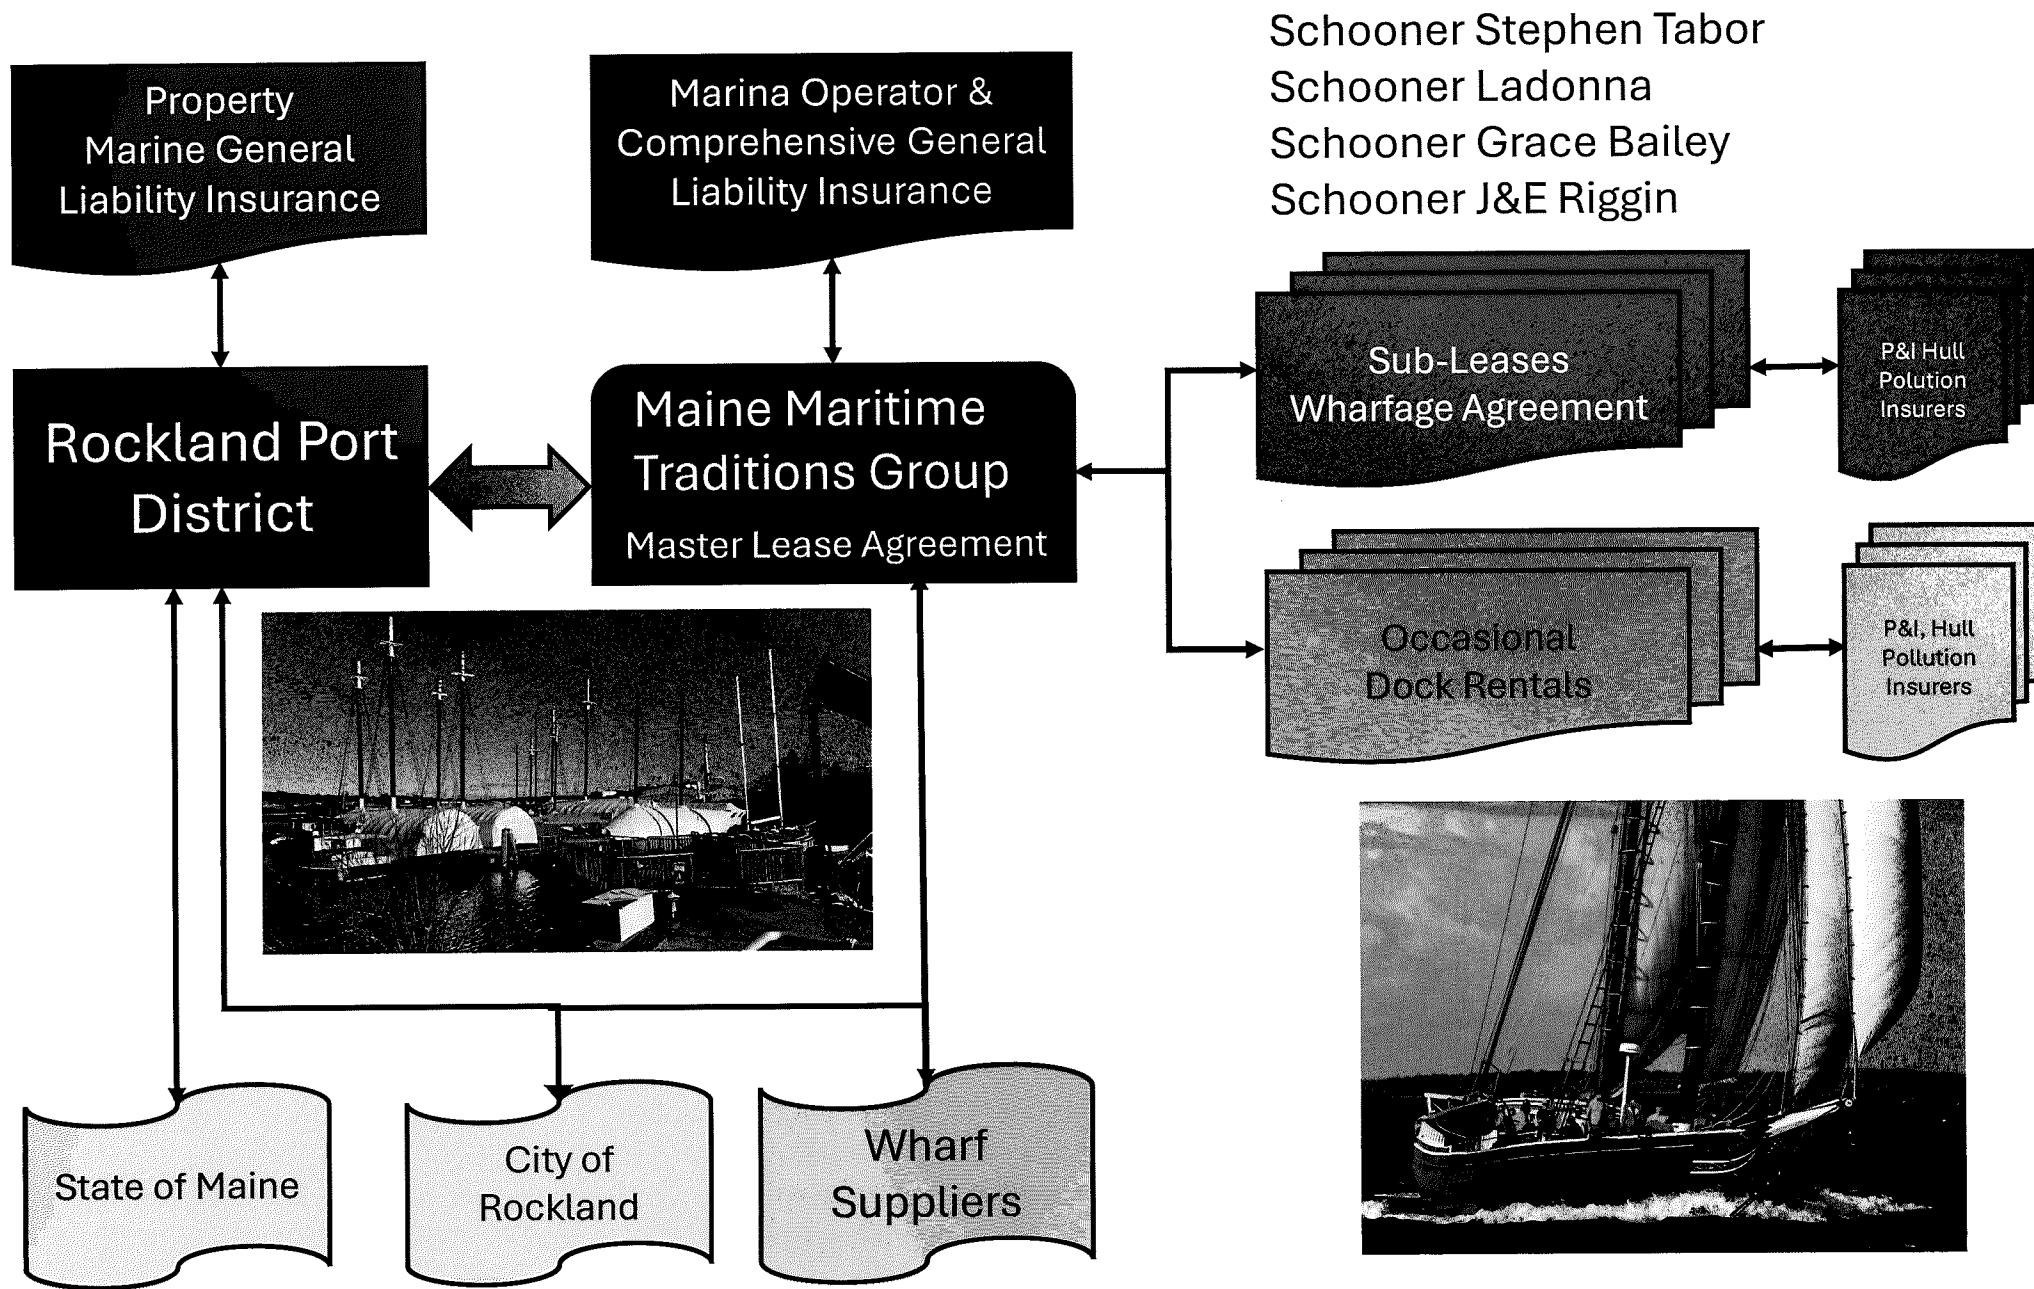 Property
Marine General
Liability Insurance
Marina Operator &
Comprehensive General
Liability Insurance
Schooner Stephen Tabor
Schooner Ladonna
Schooner Grace Bailey
Schooner J&E Riggin
Rockland Port
District
Maine Maritime
Traditions Group
Master Lease Agreement
Sub-Leases
Wharfage Agreement
P&I Hull
Polution
Insurers
Occasional
Dock Rentals
P&I, Hull
Pollution
Insurers
State of Maine
City of
Rockland
Wharf
Suppliers